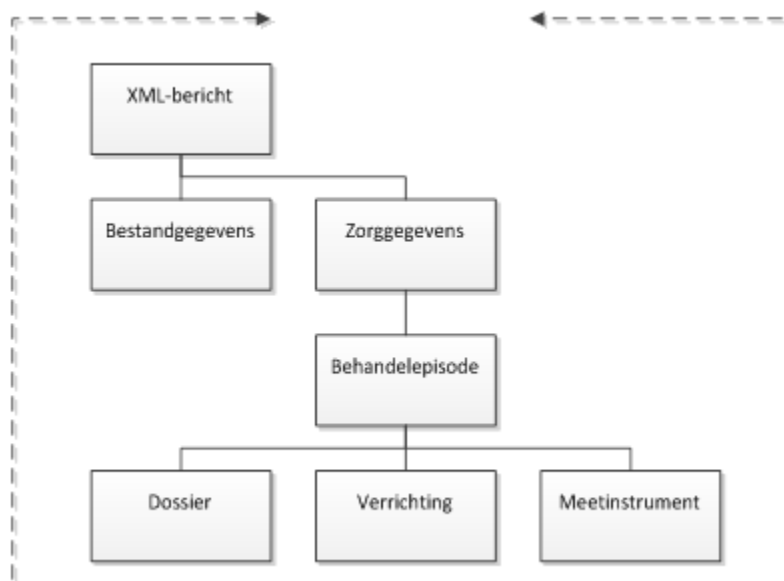 XML-bericht
Bestandgegevens
Zorggegevens
Behandelepisode
Dossier
Verrichting
Meetinstrument